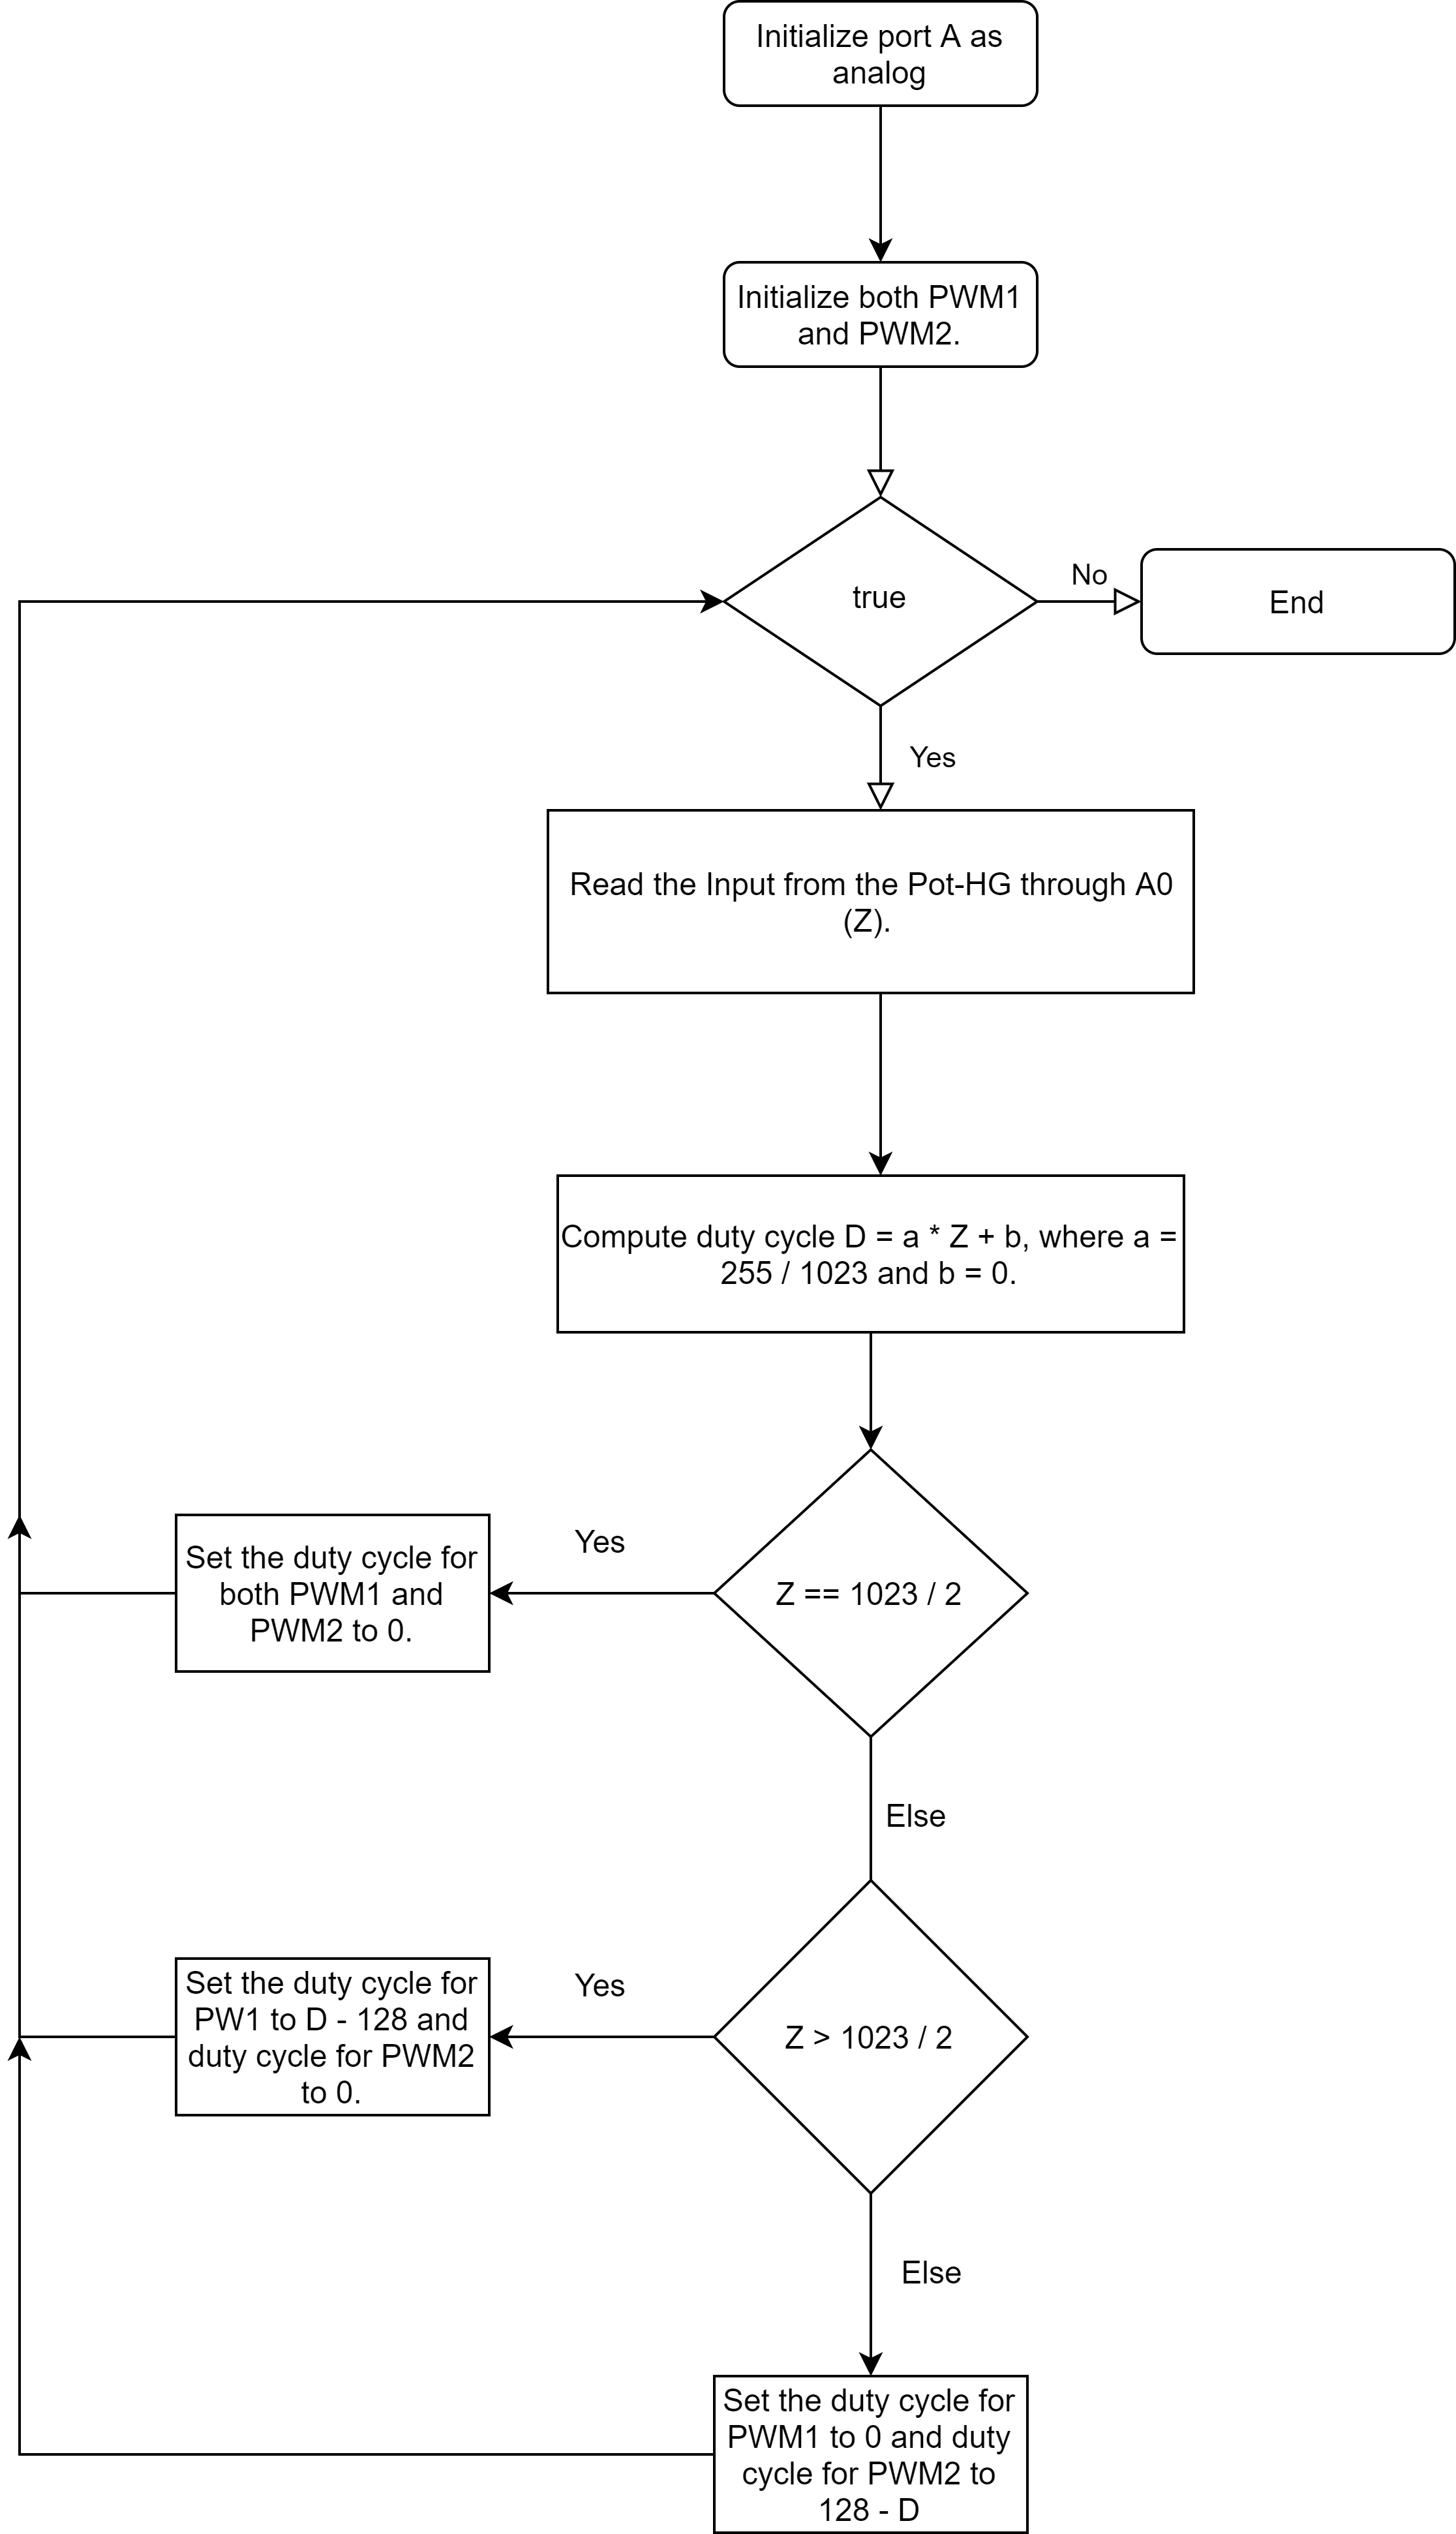 Initialize port A as
analog
Initialize both PWM1
and PWM2.
true
No
End
Yes
Read the Input from the Pot-HG through A0
(Z).
Compute duty cycle D = a * Z + b, where a =
255 / 1023 and b = 0.
Z == 1023 / 2
Yes
Set the duty cycle for
both PWM1 and
PWM2 to 0.
Else
Z > 1023 / 2
Yes
Set the duty cycle for
PW1 to D - 128 and
duty cycle for PWM2
to 0.
Else
Set the duty cycle for
PWM1 to 0 and duty
cycle for PWM2 to
128 - D